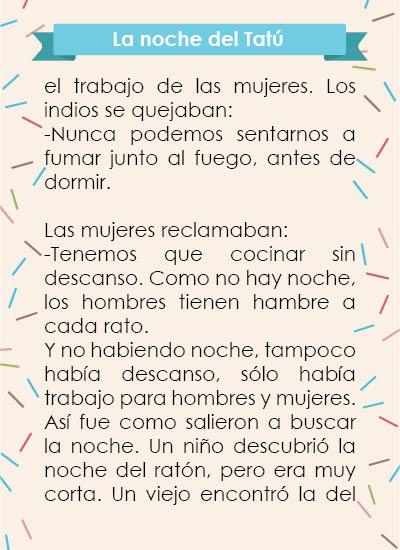 La noche del Tatú
el trabajo de las mujeres. Los
indios se quejaban:
-Nunca podemos sentarnos a
fumar junto al fuego, antes de
dormir.
Las mujeres reclamaban:
-Tenemos que cocinar sin
descanso. Como no hay noche,
los hombres tienen hambre a
cada rato.
Y no habiendo noche, tampoco
había descanso, sólo había
trabajo para hombres y mujeres.
Así fue como salieron a buscar
la noche. Un niño descubrió la
noche del ratón, pero era muy
corta. Un viejo encontró la del